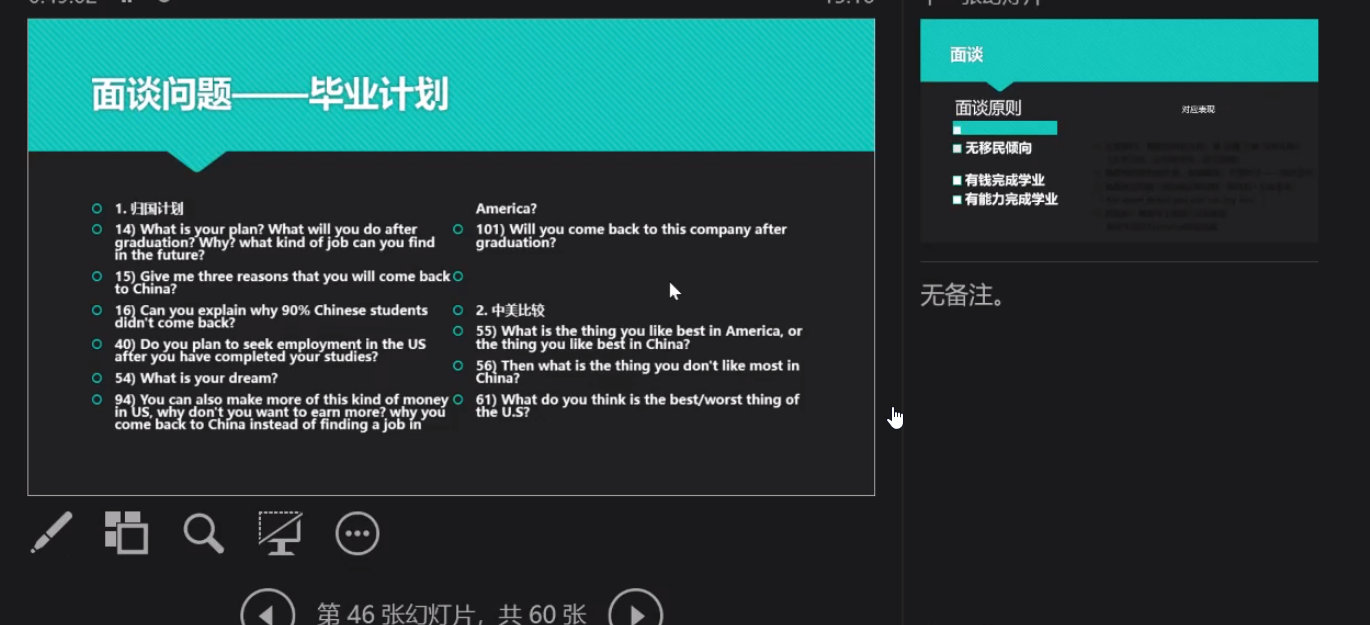 面谈问题——毕业计划
1. 归国计划
14) What is your plan? What will you do after
graduation? Why? what kind of job can you find
in the future?
15) Give me three reasons that you will come back
to China?
16) Can you explain why 90% Chinese students
didn't come back?
40) Do you plan to seek employment in the US
after you have completed your studies?
54) What is your dream?
94) You can also make more of this kind of money
in US, why don't you want to earn more? why you
come back to China instead of finding a job in
America?
101) Will you come back to this company after
graduation?
2. 中美比较
55) What is the thing you like best in America, or
the thing you like best in China?
56) Then what is the thing you don't like most in
China?
61) What do you think is the best/worst thing of
the U.S?
第 46 张幻灯片，共 60 张
面谈
面谈原则
对应表现
无移民倾向
有钱完成学业
有能力完成学业
无备注。